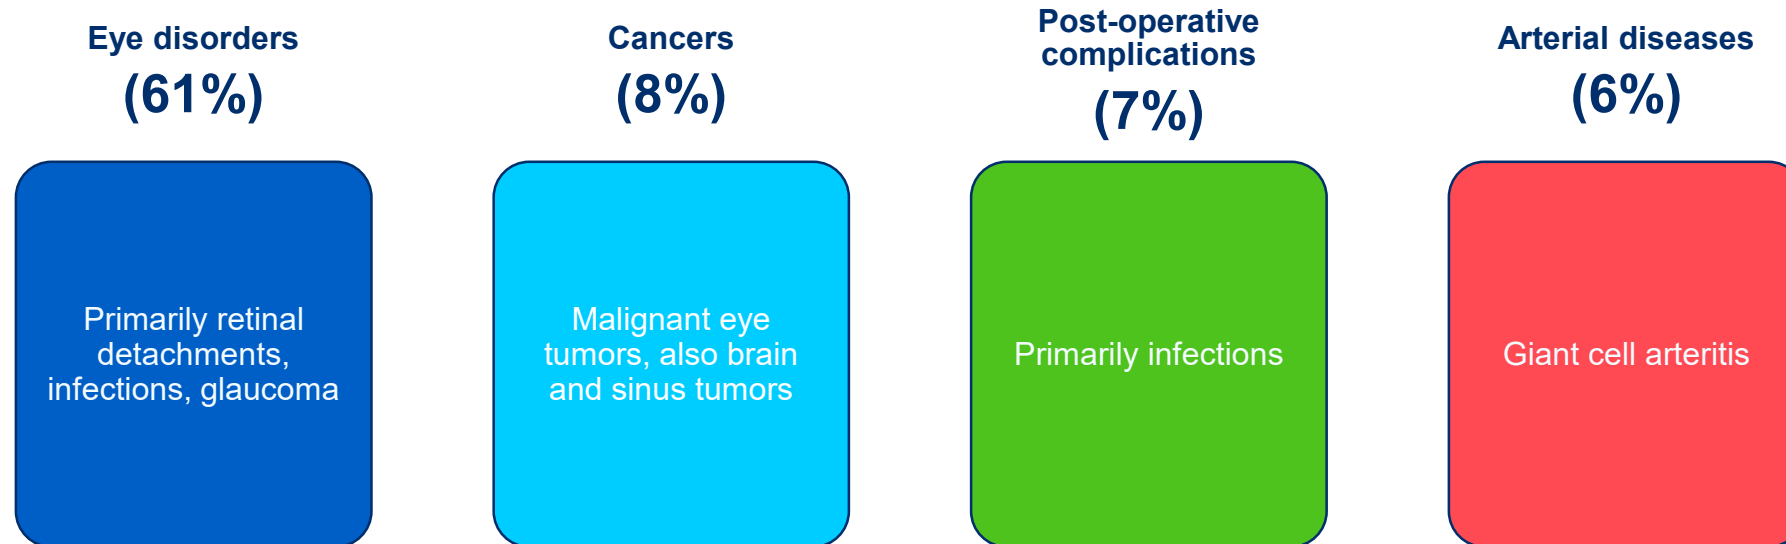 Eye disorders
(61%)
Primarily retinal
detachments,
infections, glaucoma
Cancers
(8%)
Malignant eye
tumors, also brain
and sinus tumors
Post-operative
complications
(7%)
Primarily infections
Arterial diseases
(6%)
Giant cell arteritis